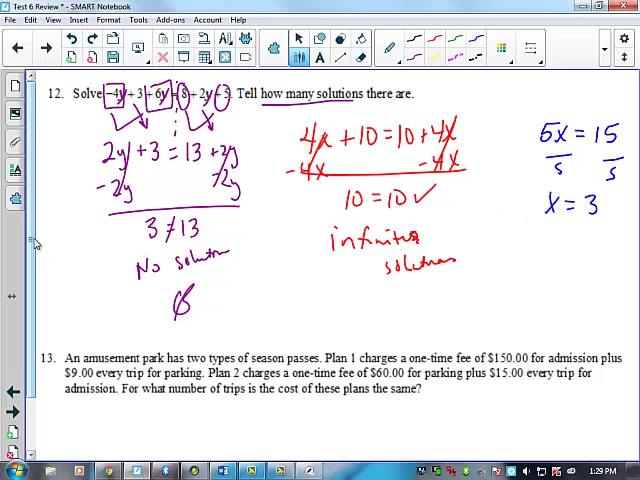 Test 6 Review * - SMART Notebook
File Edit View Insert Format Tools Add-ons Account Help
12. Solve −4y + 3 + 6y = 8 + 2y + 5. Tell how many solutions there are.
2y + 3 = 13 + 2y
−2y −2y
3 ≠ 13
No solution
∅
4x + 10 = 10 + 4x
−4x −4x
10 = 10 ✓
infinite
solutions
5x = 15
5 5
x = 3
13. An amusement park has two types of season passes. Plan 1 charges a one-time fee of $150.00 for admission plus
$9.00 every trip for parking. Plan 2 charges a one-time fee of $60.00 for parking plus $15.00 every trip for
admission. For what number of trips is the cost of these plans the same?
1:29 PM